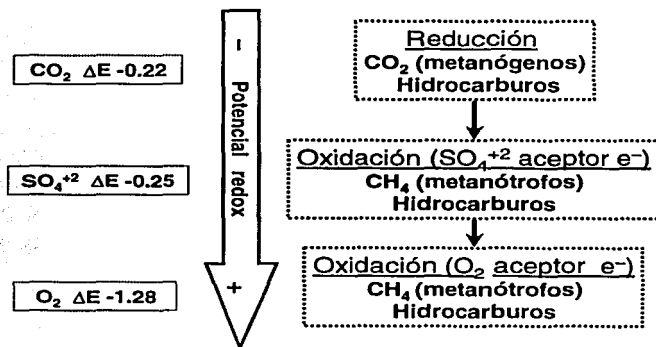 CO₂ ΔE -0.22
SO₄⁺² ΔE -0.25
O₂ ΔE -1.28
−
Potencial redox
+
Reducción
CO₂ (metanógenos)
Hidrocarburos
Oxidación (SO₄⁺² aceptor e⁻)
CH₄ (metanótrofos)
Hidrocarburos
Oxidación (O₂ aceptor e⁻)
CH₄ (metanótrofos)
Hidrocarburos